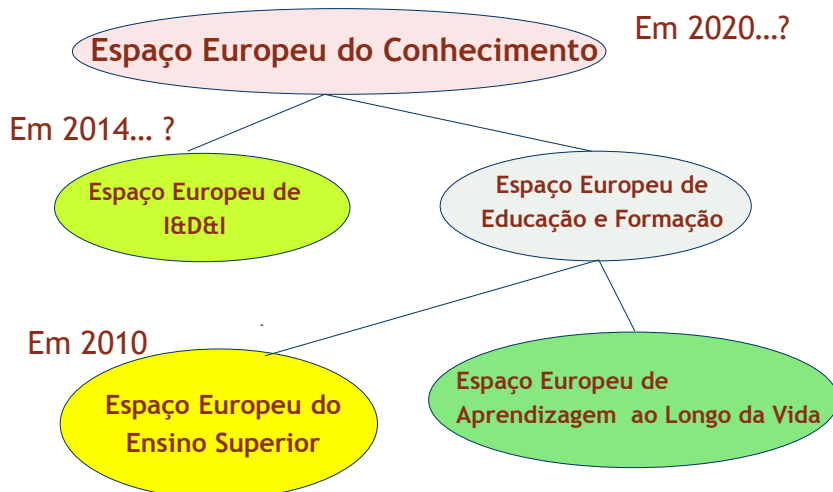 Em 2020...?
Espaço Europeu do Conhecimento
Em 2014... ?
Espaço Europeu de
I&D&I
Espaço Europeu de
Educação e Formação
Em 2010
Espaço Europeu do
Ensino Superior
Espaço Europeu de
Aprendizagem ao Longo da Vida